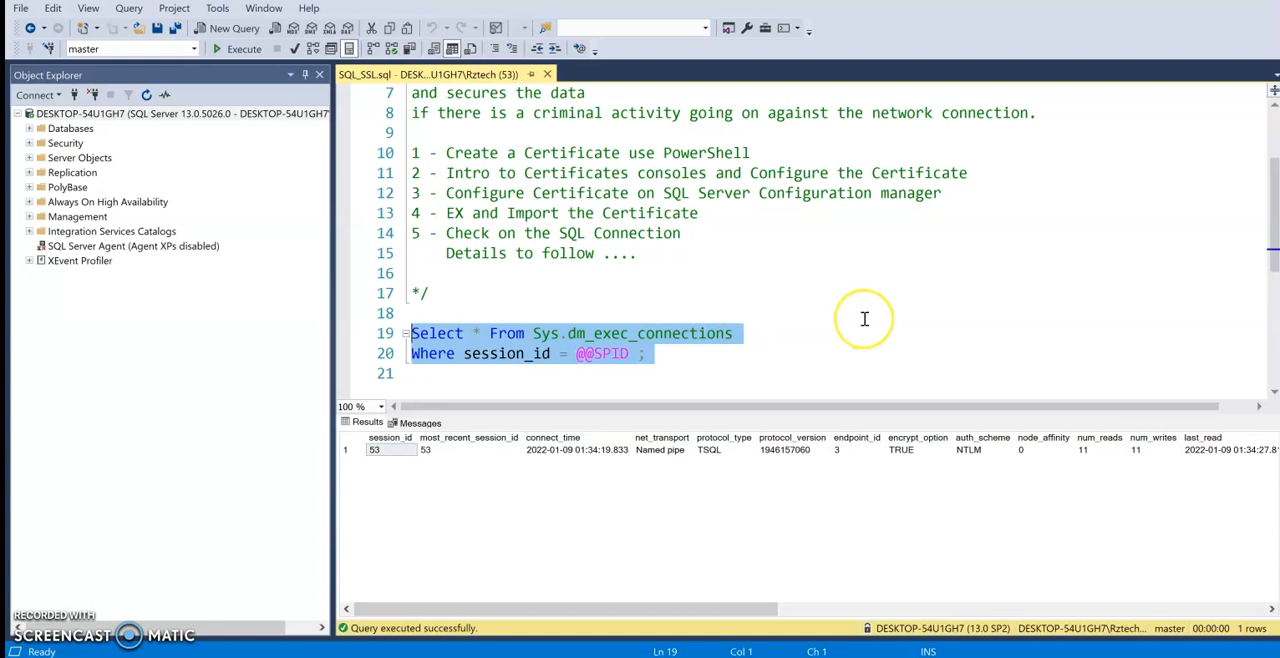 File Edit View Query Project Tools Window Help
New Query
master Execute
Object Explorer
Connect
DESKTOP-54U1GH7 (SQL Server 13.0.5026.0 - DESKTOP-54U1GH7
Databases
Security
Server Objects
Replication
PolyBase
Always On High Availability
Management
Integration Services Catalogs
SQL Server Agent (Agent XPs disabled)
XEvent Profiler
SQL_SSL.sql - DESK...U1GH7\Rztech (53))
7 and secures the data
8 if there is a criminal activity going on against the network connection.
9
10 1 - Create a Certificate use PowerShell
11 2 - Intro to Certificates consoles and Configure the Certificate
12 3 - Configure Certificate on SQL Server Configuration manager
13 4 - EX and Import the Certificate
14 5 - Check on the SQL Connection
15 Details to follow ....
16
17 */
18
19 Select * From Sys.dm_exec_connections
20 Where session_id = @@SPID ;
21
100 %
Results Messages
session_id most_recent_session_id connect_time net_transport protocol_type protocol_version endpoint_id encrypt_option auth_scheme node_affinity num_reads num_writes last_read
1 53 53 2022-01-09 01:34:19.833 Named pipe TSQL 1946157060 3 TRUE NTLM 0 11 11 2022-01-09 01:34:27.8
Query executed successfully. DESKTOP-54U1GH7 (13.0 SP2) DESKTOP-54U1GH7\Rztech... master 00:00:00 1 rows
RECORDED WITH
SCREENCAST MATIC
Ready Ln 19 Col 1 Ch 1 INS